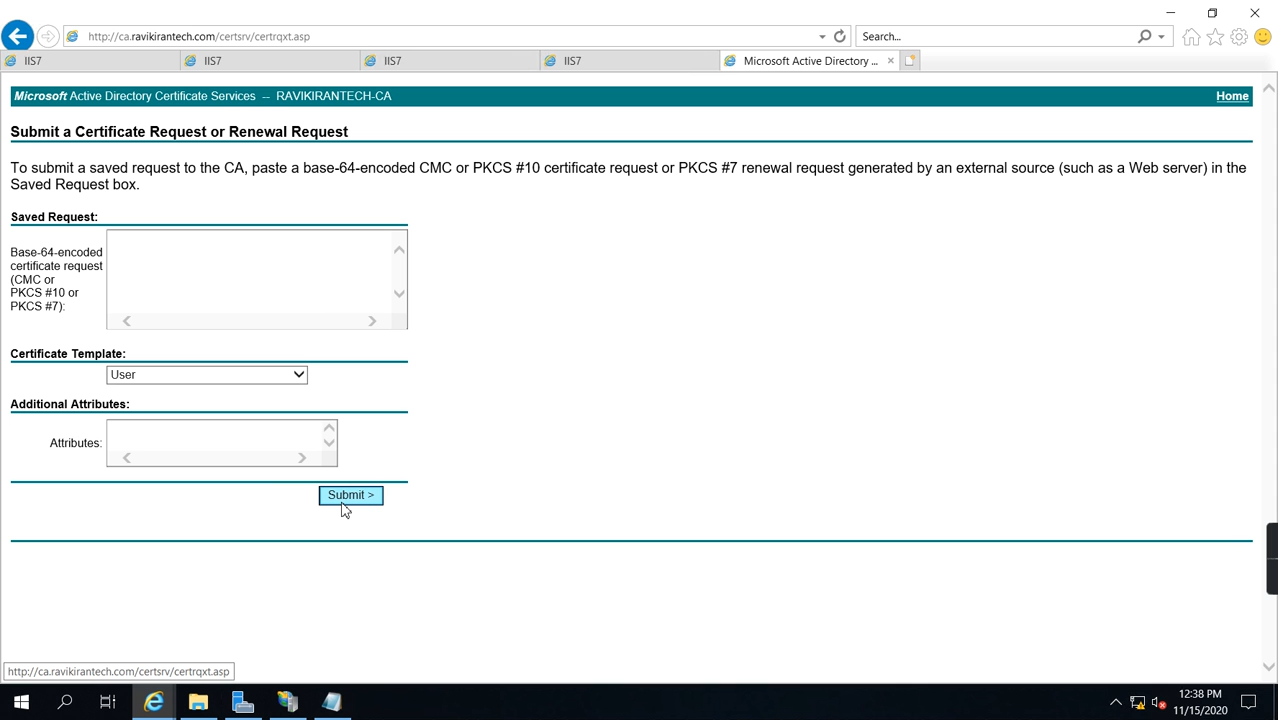 http://ca.ravikirantech.com/certsrv/certrqxt.asp
Search...
IIS7
IIS7
IIS7
IIS7
Microsoft Active Directory ...
Microsoft Active Directory Certificate Services -- RAVIKIRANTECH-CA
Home
Submit a Certificate Request or Renewal Request
To submit a saved request to the CA, paste a base-64-encoded CMC or PKCS #10 certificate request or PKCS #7 renewal request generated by an external source (such as a Web server) in the
Saved Request box.
Saved Request:
Base-64-encoded
certificate request
(CMC or
PKCS #10 or
PKCS #7):
Certificate Template:
User
Additional Attributes:
Attributes:
Submit >
http://ca.ravikirantech.com/certsrv/certrqxt.asp
12:38 PM
11/15/2020